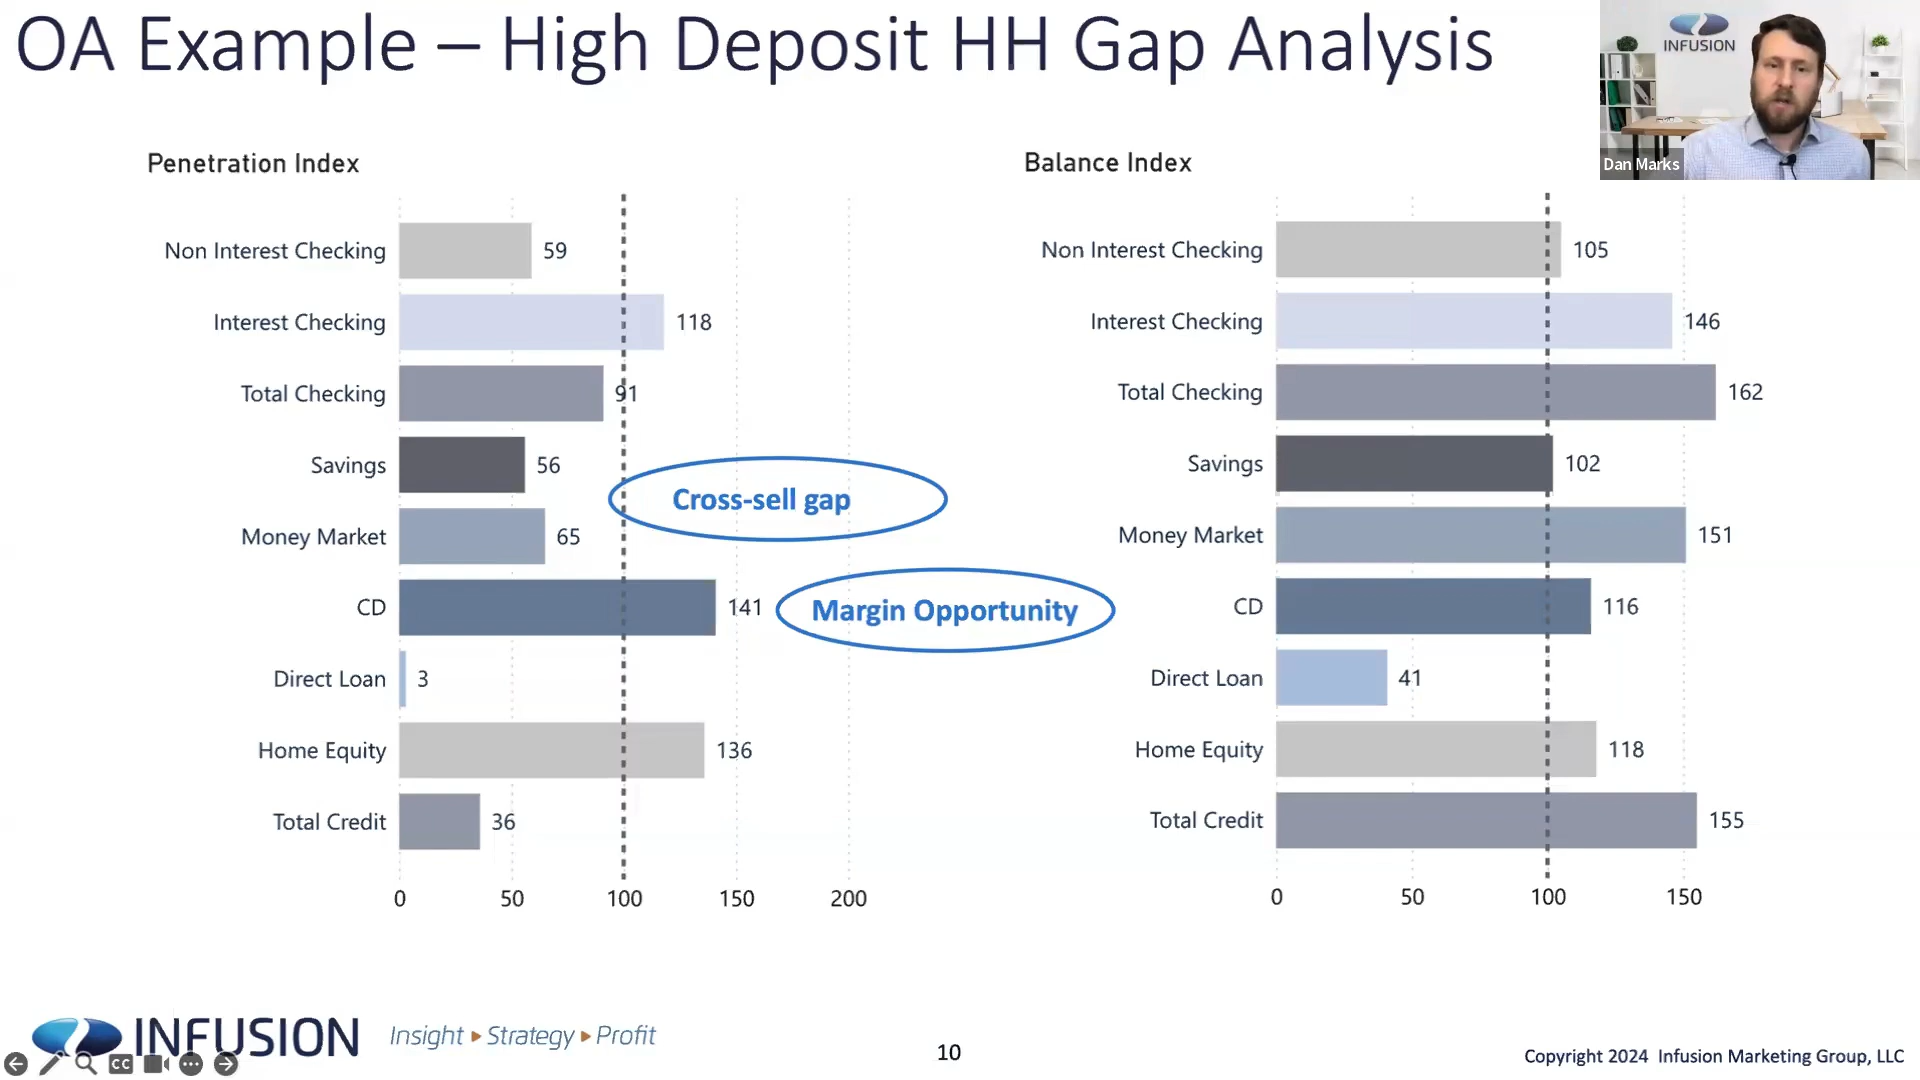 OA Example – High Deposit HH Gap Analysis
INFUSION
Dan Marks
Penetration Index
Non Interest Checking 59
Interest Checking 118
Total Checking 91
Savings 56
Money Market 65
CD 141
Direct Loan 3
Home Equity 136
Total Credit 36
0 50 100 150 200
Cross-sell gap
Margin Opportunity
Balance Index
Non Interest Checking 105
Interest Checking 146
Total Checking 162
Savings 102
Money Market 151
CD 116
Direct Loan 41
Home Equity 118
Total Credit 155
0 50 100 150
INFUSION
Insight Strategy Profit
CC
10
Copyright 2024 Infusion Marketing Group, LLC